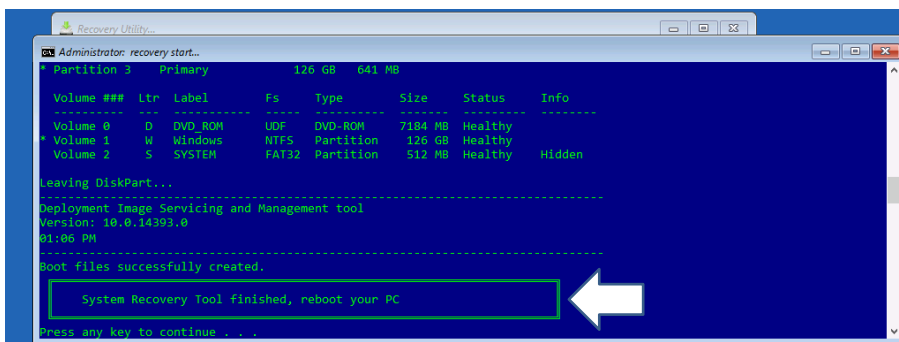 Recovery Utility...
Administrator: recovery start...
* Partition 3    Primary             126 GB   641 MB
  Volume ###  Ltr  Label        Fs     Type        Size     Status     Info
  ----------  ---  -----------  -----  ----------  -------  ---------  --------
  Volume 0     D   DVD_ROM      UDF    DVD-ROM     7184 MB  Healthy
* Volume 1     W   Windows      NTFS   Partition    126 GB  Healthy
  Volume 2     S   SYSTEM       FAT32  Partition    512 MB  Healthy    Hidden
Leaving DiskPart...
Deployment Image Servicing and Management tool
Version: 10.0.14393.0
01:06 PM
Boot files successfully created.
System Recovery Tool finished, reboot your PC
Press any key to continue . . .